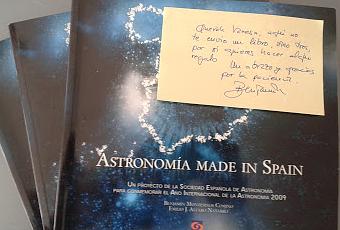 Querida Vanesa, aquí no
te envío un libro, sino tres,
por si quieres hacer algún
regalo
Un abrazo y gracias
por la paciencia.
Benjamín
ASTRONOMÍA MADE IN SPAIN
UN PROYECTO DE LA SOCIEDAD ESPAÑOLA DE ASTRONOMÍA
PARA CONMEMORAR EL AÑO INTERNACIONAL DE LA ASTRONOMÍA 2009
BENJAMÍN MONTESINOS COMINO
EMILIO J. ALFARO NAVARRO